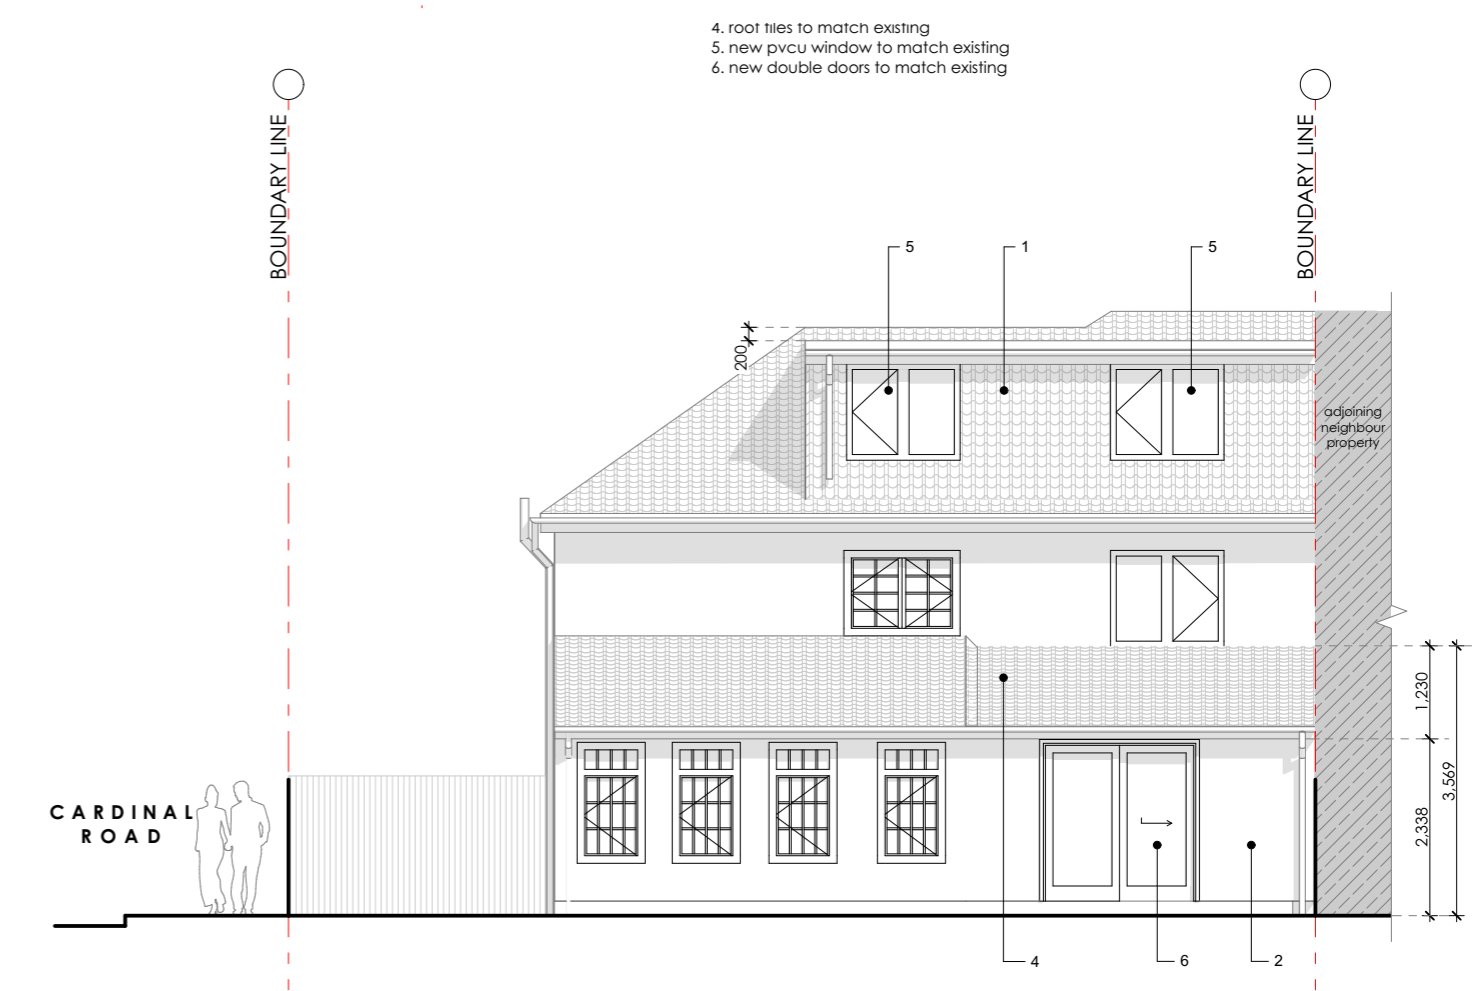 4. roof tiles to match existing
5. new pvcu window to match existing
6. new double doors to match existing
BOUNDARY LINE
BOUNDARY LINE
5
1
5
200
adjoining
neighbour
property
1,230
3,569
2,338
CARDINAL
ROAD
4
6
2